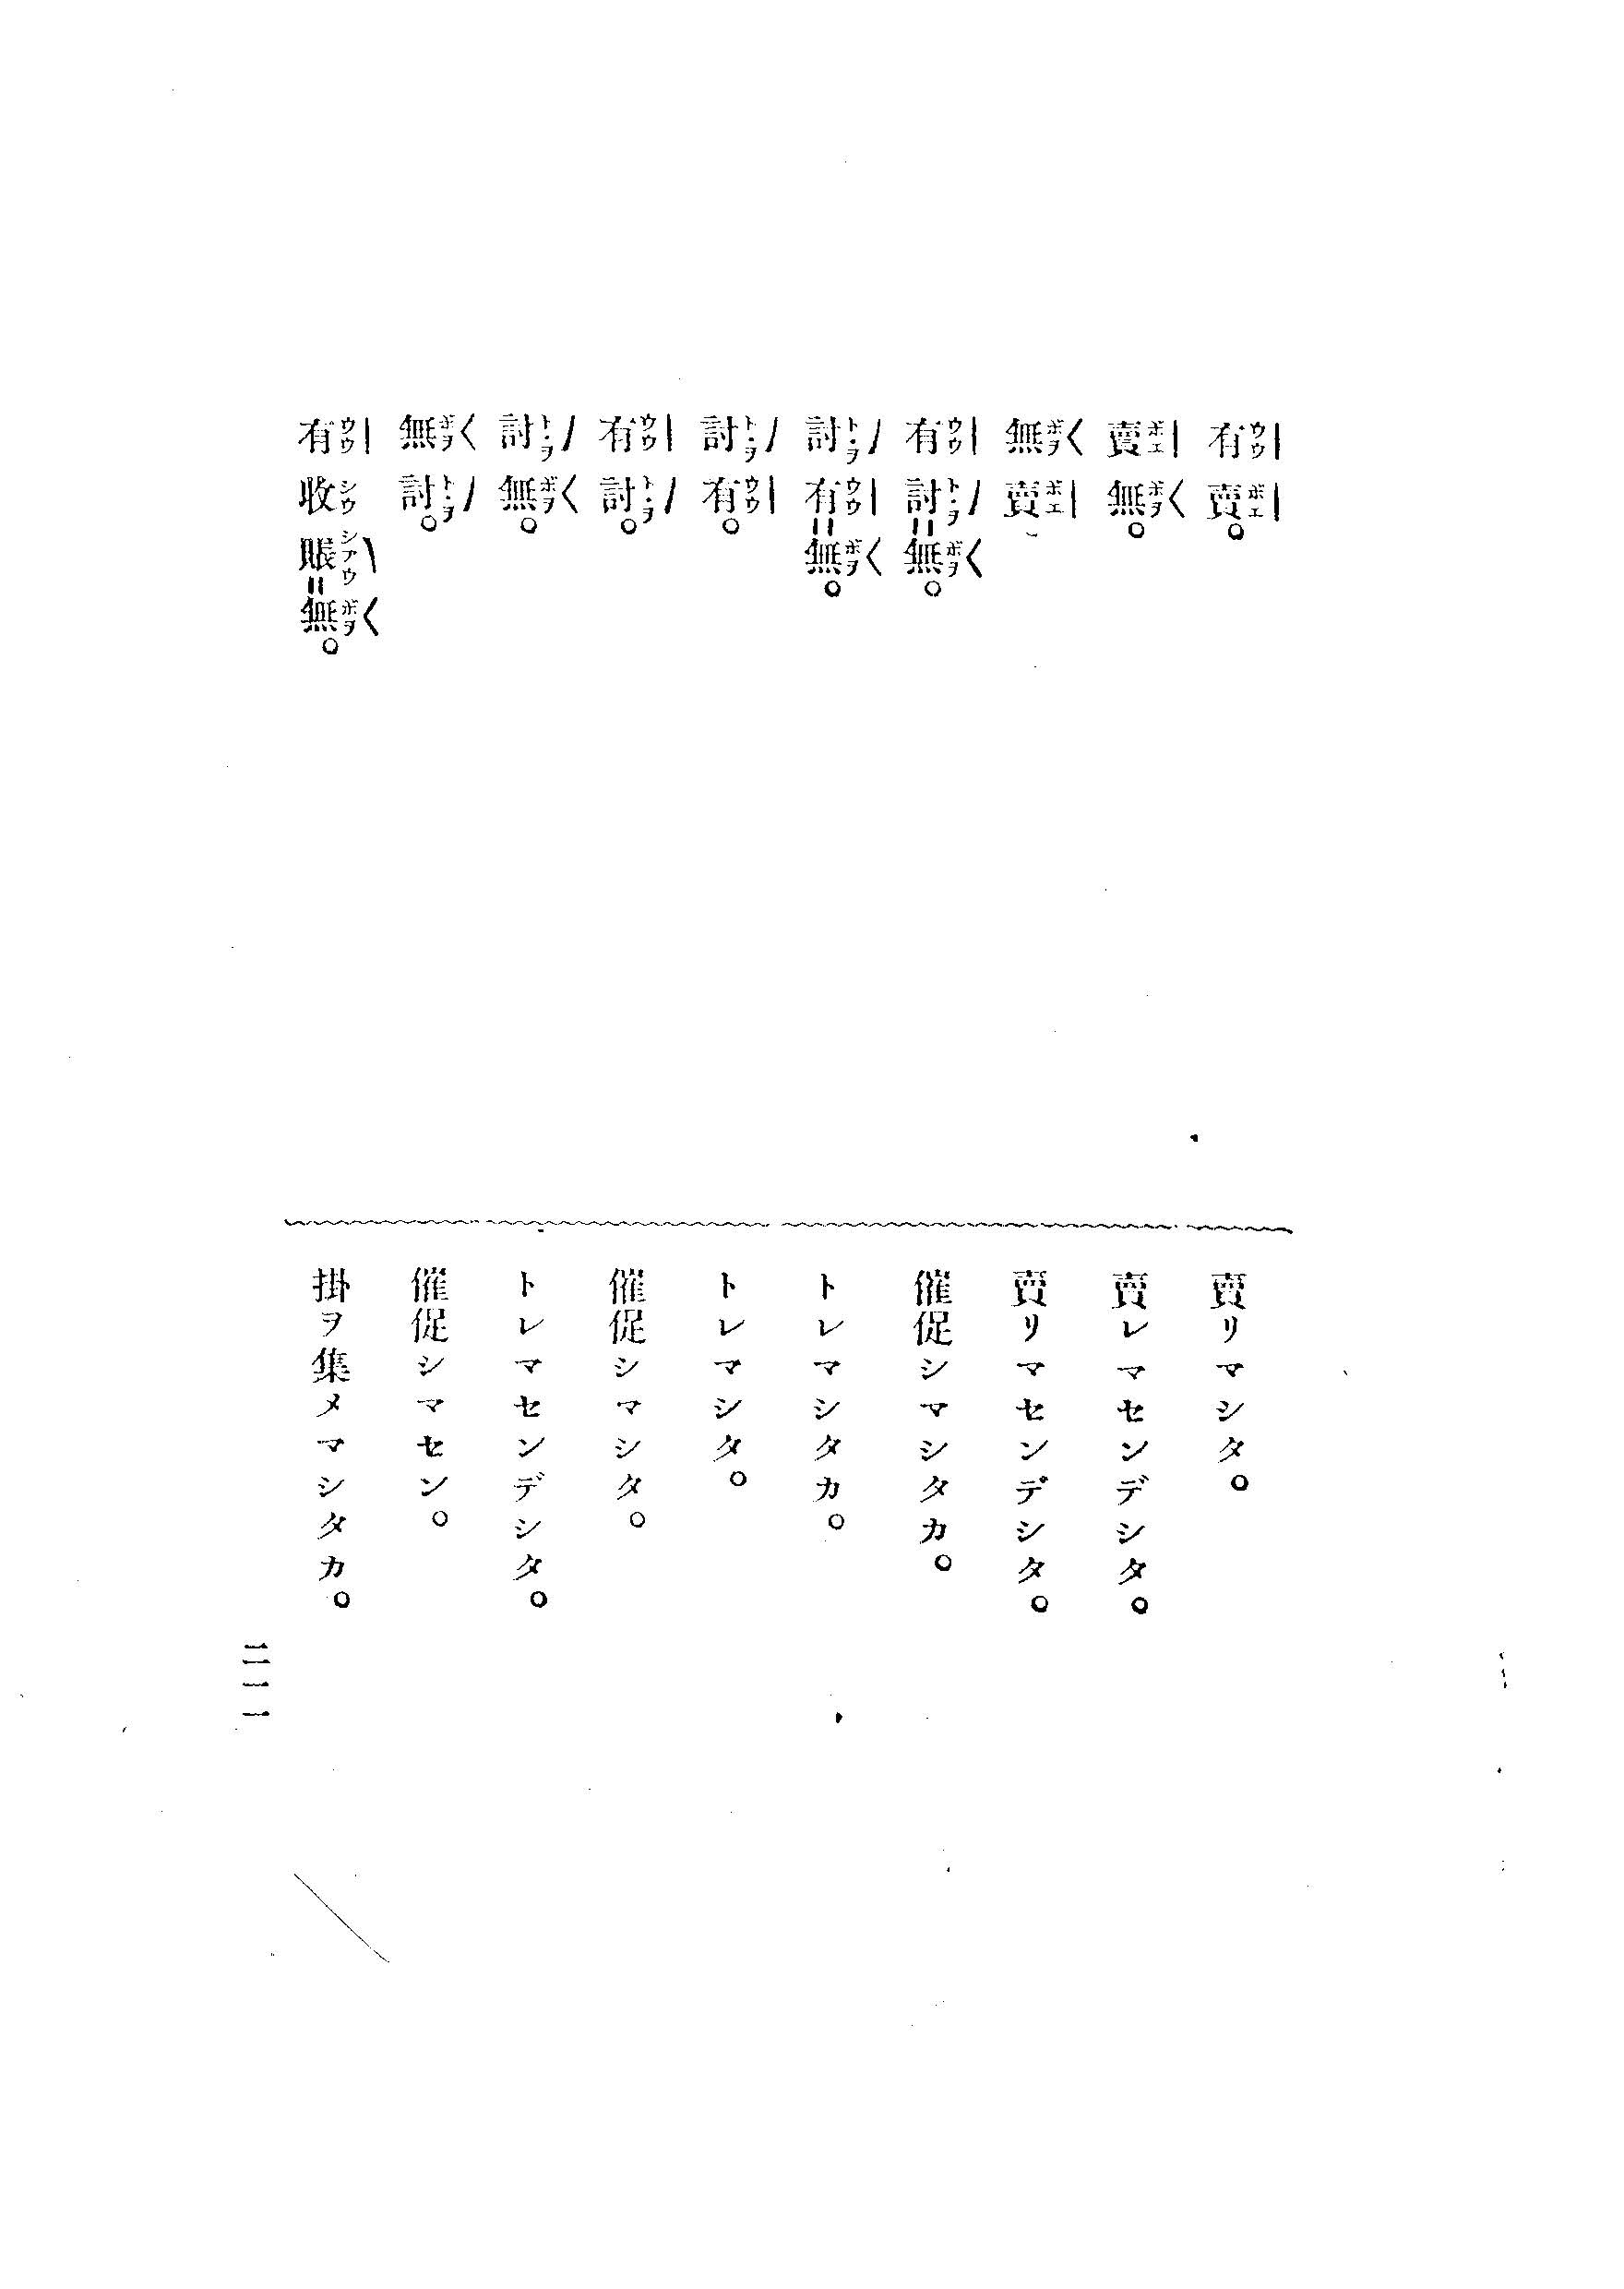 有賣。
賣無。
無賣
有討=無。
討有=無。
討有。
有討。
討無。
無討。
有收賬=無。
賣リマシタ。
賣レマセンデシタ。
賣リマセンデシタ。
催促シマシタカ。
トレマシタカ。
トレマシタ。
催促シマシタ。
トレマセンデシタ。
催促シマセン。
掛ヲ集メマシタカ。
二一一